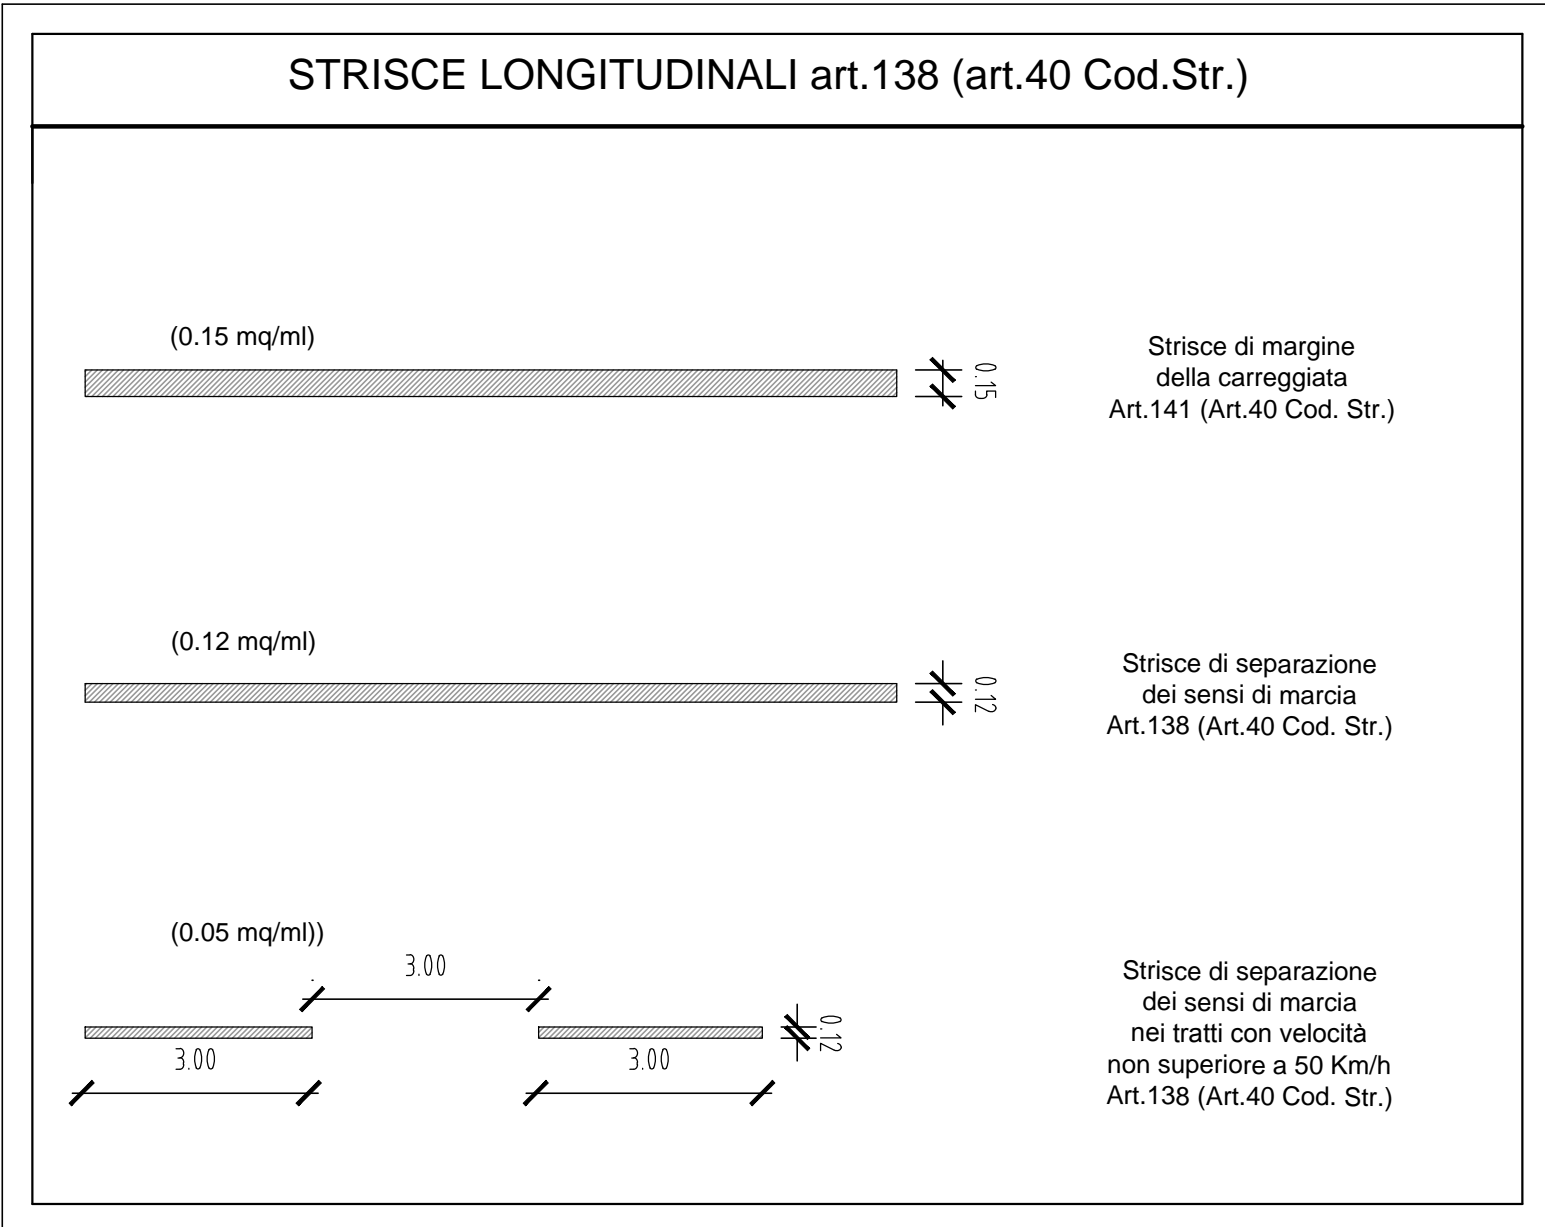 STRISCE LONGITUDINALI art.138 (art.40 Cod.Str.)
(0.15 mq/ml)
0.15
Strisce di margine
della carreggiata
Art.141 (Art.40 Cod. Str.)
(0.12 mq/ml)
0.12
Strisce di separazione
dei sensi di marcia
Art.138 (Art.40 Cod. Str.)
(0.05 mq/ml))
3.00
3.00
3.00
0.12
Strisce di separazione
dei sensi di marcia
nei tratti con velocità
non superiore a 50 Km/h
Art.138 (Art.40 Cod. Str.)